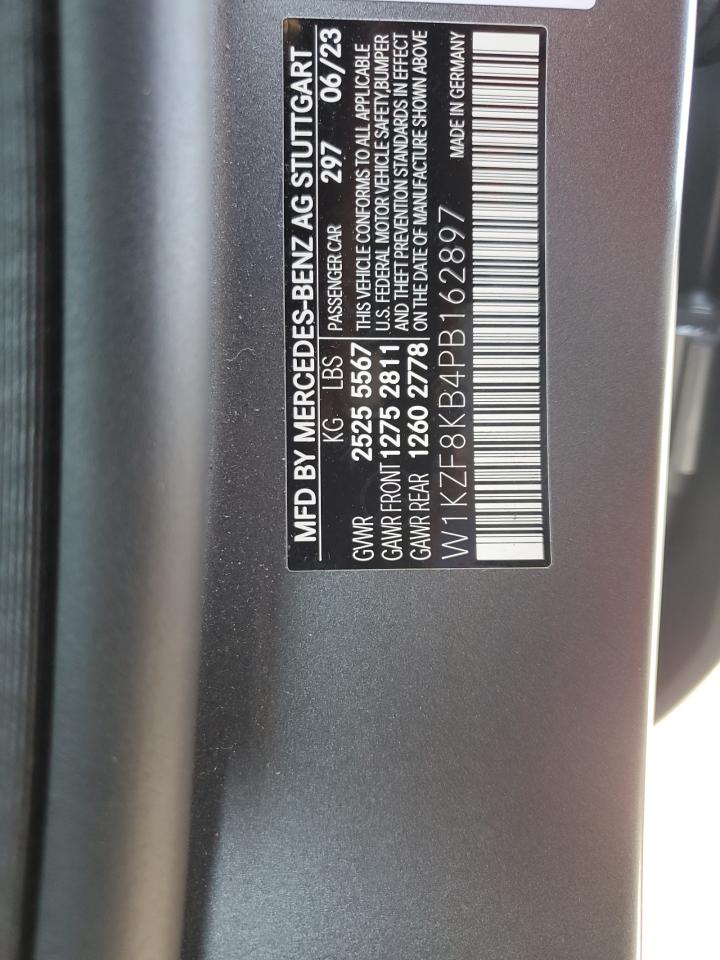 MFD BY MERCEDES-BENZ AG STUTTGART
KG LBS PASSENGER CAR 297 06/23
GVWR 2525 5567 THIS VEHICLE CONFORMS TO ALL APPLICABLE
U.S. FEDERAL MOTOR VEHICLE SAFETY,BUMPER
GAWR FRONT 1275 2811 AND THEFT PREVENTION STANDARDS IN EFFECT
GAWR REAR 1260 2778 ON THE DATE OF MANUFACTURE SHOWN ABOVE
W1KZF8KB4PB162897 MADE IN GERMANY